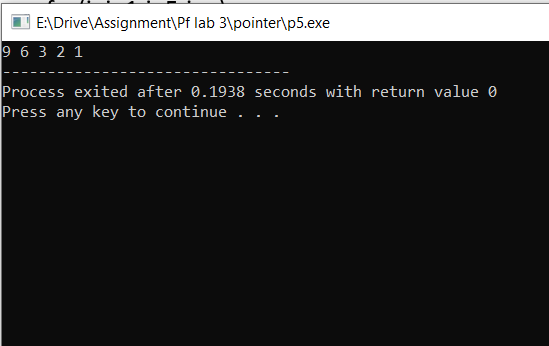 E:\Drive\Assignment\Pf lab 3\pointer\p5.exe
9 6 3 2 1
--------------------------------
Process exited after 0.1938 seconds with return value 0
Press any key to continue . . .